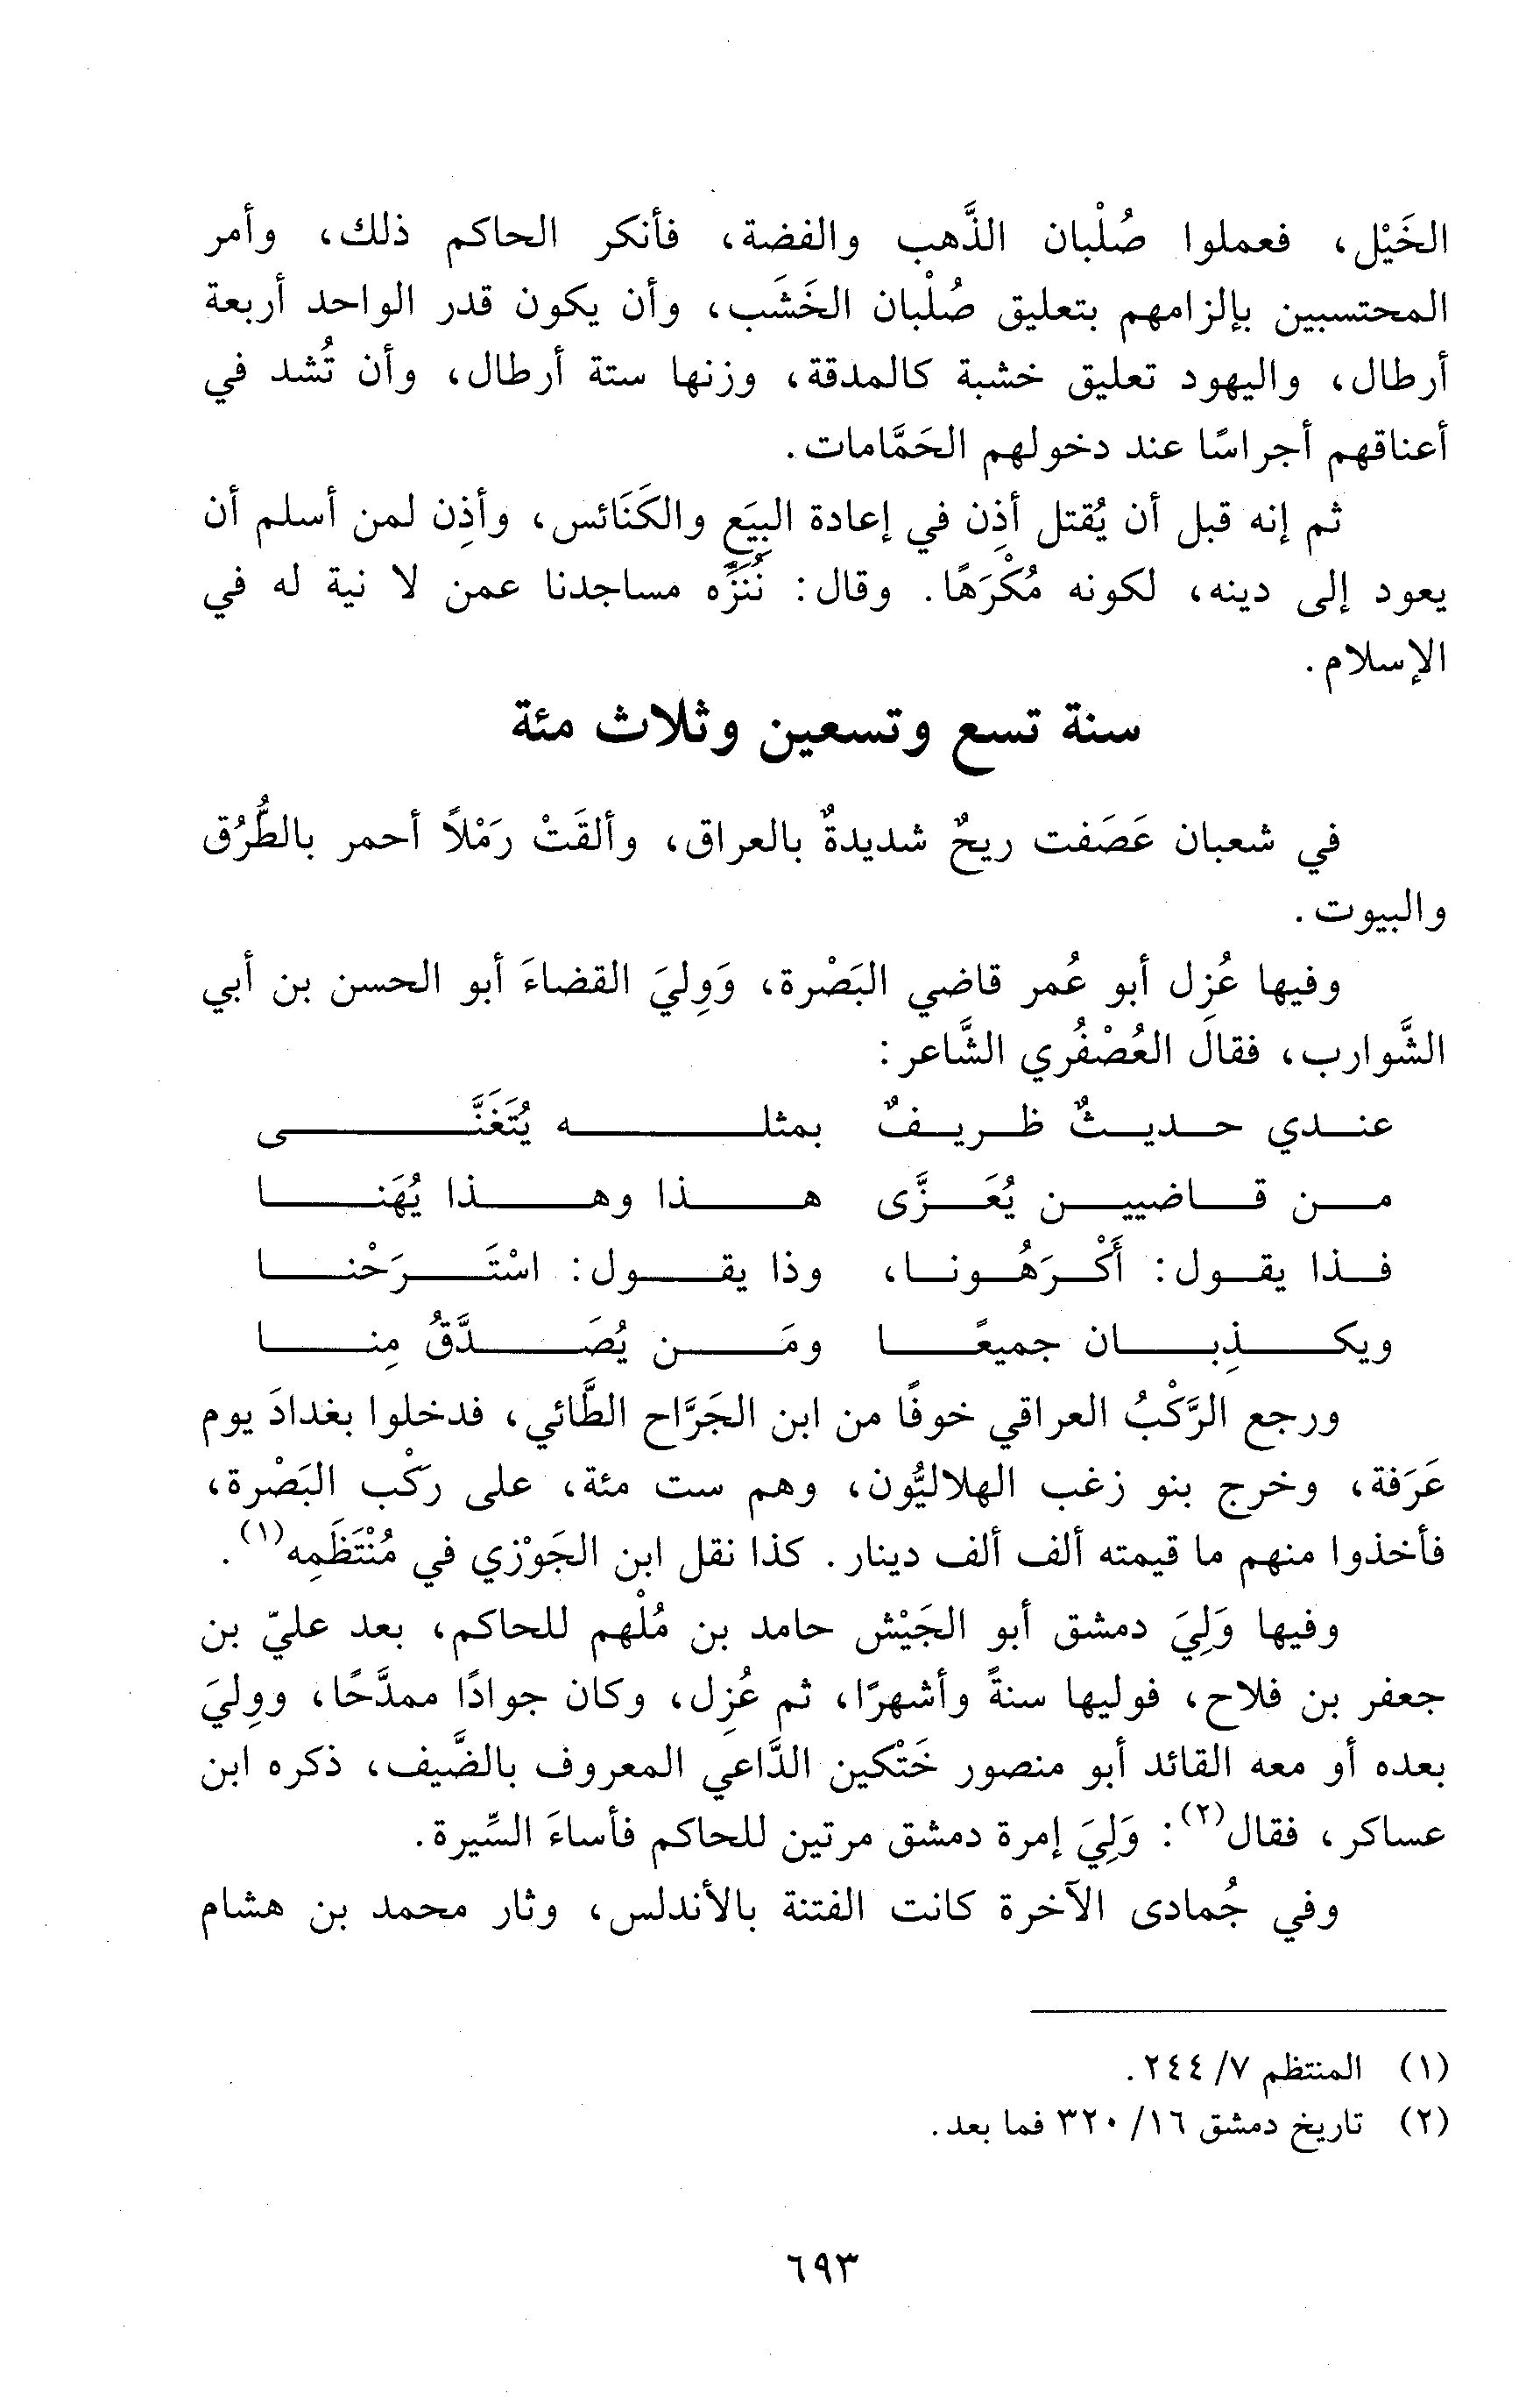 الخَيْل، فعملوا صُلْبان الذَّهب والفضة، فأنكر الحاكم ذلك، وأمر
المحتسبين بإلزامهم بتعليق صُلْبان الخَشَب، وأن يكون قدر الواحد أربعة
أرطال، واليهود تعليق خشبة كالمدقة، وزنها ستة أرطال، وأن تُشد في
أعناقهم أجراسًا عند دخولهم الحَمَّامات.
ثم إنه قبل أن يُقتل أذِن في إعادة البِيَع والكَنَائس، وأذِن لمن أسلم أن
يعود إلى دينه، لكونه مُكْرَهًا. وقال: نُنَزِّه مساجدنا عمن لا نية له في
الإسلام.
سنة تسع وتسعين وثلاث مئة
في شعبان عَصَفت ريحٌ شديدةٌ بالعراق، وألقَتْ رَمْلاً أحمر بالطُّرُق
والبيوت.
وفيها عُزِل أبو عُمر قاضي البَصْرة، وَوِليَ القضاءَ أبو الحسن بن أبي
الشَّوارب، فقال العُصْفُري الشَّاعر:
عندي حديثٌ ظريفٌ بمثله يُتَغَنَّى
من قاضيين يُعَزَّى هذا وهذا يُهَنا
فذا يقول: أَكْرَهُونا، وذا يقول: اسْتَرَحْنا
ويكذِبان جميعًا ومَن يُصَدَّقُ مِنا
ورجع الرَّكْبُ العراقي خوفًا من ابن الجَرَّاح الطَّائي، فدخلوا بغدادَ يوم
عَرَفة، وخرج بنو زغب الهلاليُّون، وهم ست مئة، على ركْب البَصْرة،
فأخذوا منهم ما قيمته ألف ألف دينار. كذا نقل ابن الجَوْزي في مُنْتَظَمِه(١).
وفيها وَلِيَ دمشق أبو الجَيْش حامد بن مُلْهم للحاكم، بعد عليّ بن
جعفر بن فلاح، فوليها سنةً وأشهرًا، ثم عُزِل، وكان جوادًا ممدَّحًا، ووِليَ
بعده أو معه القائد أبو منصور خَتْكين الدَّاعي المعروف بالضَّيف، ذكره ابن
عساكر، فقال(٢): وَلِيَ إمرة دمشق مرتين للحاكم فأساءَ السِّيرة.
وفي جُمادى الآخرة كانت الفتنة بالأندلس، وثار محمد بن هشام
(١) المنتظم ٧/ ٢٤٤.
(٢) تاريخ دمشق ١٦/ ٣٢٠ فما بعد.
٦٩٣